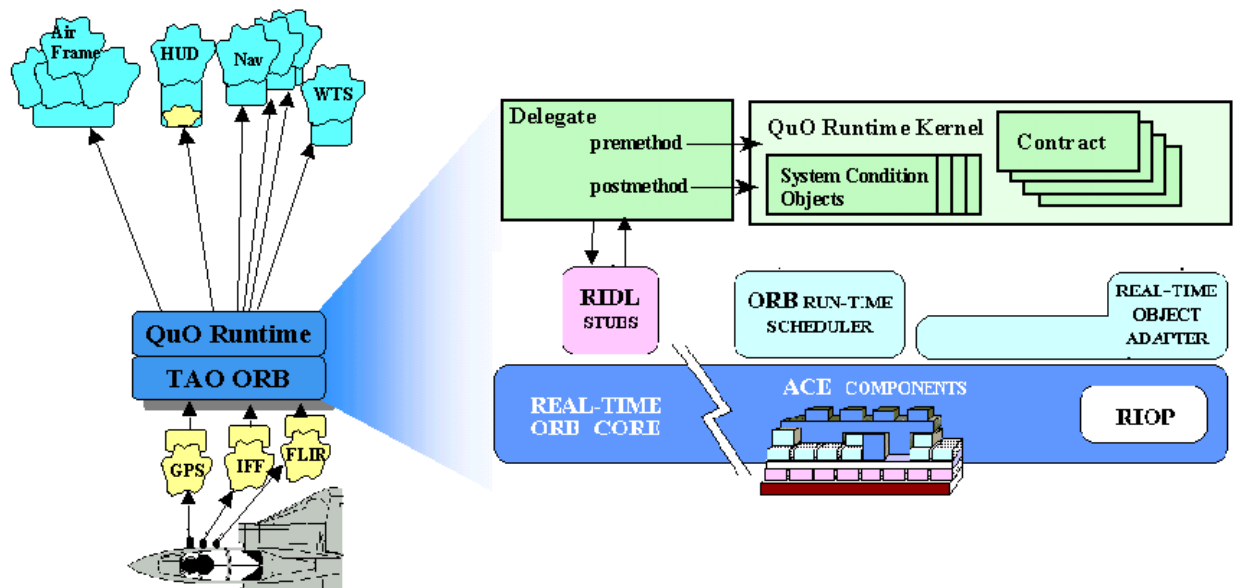 Air
Frame
HUD
Nav
WTS
QuO Runtime
TAO ORB
GPS
IFF
FLIR
Delegate
premethod
postmethod
QuO Runtime Kernel
System Condition
Objects
Contract
RIDL
STUBS
ORB RUN-TIME
SCHEDULER
REAL-TIME
OBJECT
ADAPTER
REAL-TIME
ORB CORE
ACE COMPONENTS
RIOP